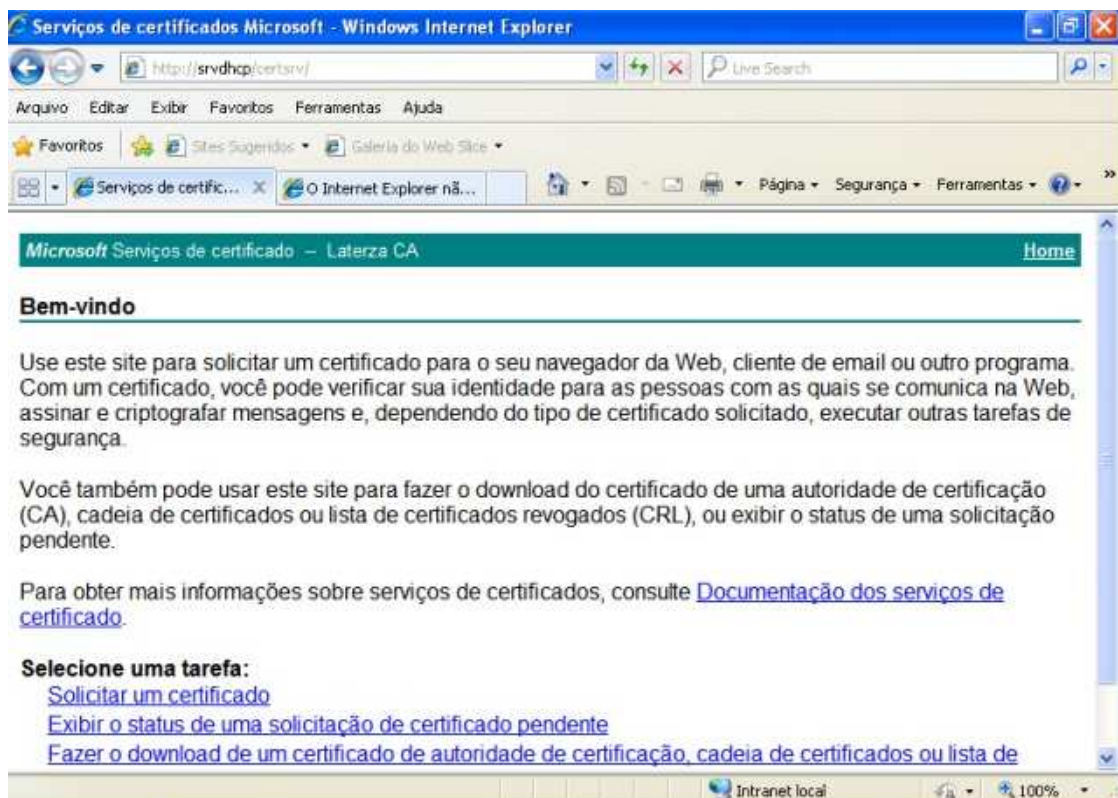 Serviços de certificados Microsoft - Windows Internet Explorer
http://srvdhcp/certsrv/
Live Search
Arquivo Editar Exibir Favoritos Ferramentas Ajuda
Favoritos Sites Sugeridos Galeria do Web Slice
Serviços de certific... O Internet Explorer nã... Página Segurança Ferramentas
Microsoft Serviços de certificado -- Laterza CA Home
Bem-vindo
Use este site para solicitar um certificado para o seu navegador da Web, cliente de email ou outro programa.
Com um certificado, você pode verificar sua identidade para as pessoas com as quais se comunica na Web,
assinar e criptografar mensagens e, dependendo do tipo de certificado solicitado, executar outras tarefas de
segurança.
Você também pode usar este site para fazer o download do certificado de uma autoridade de certificação
(CA), cadeia de certificados ou lista de certificados revogados (CRL), ou exibir o status de uma solicitação
pendente.
Para obter mais informações sobre serviços de certificados, consulte Documentação dos serviços de
certificado.
Selecione uma tarefa:
Solicitar um certificado
Exibir o status de uma solicitação de certificado pendente
Fazer o download de um certificado de autoridade de certificação, cadeia de certificados ou lista de
Intranet local 100%